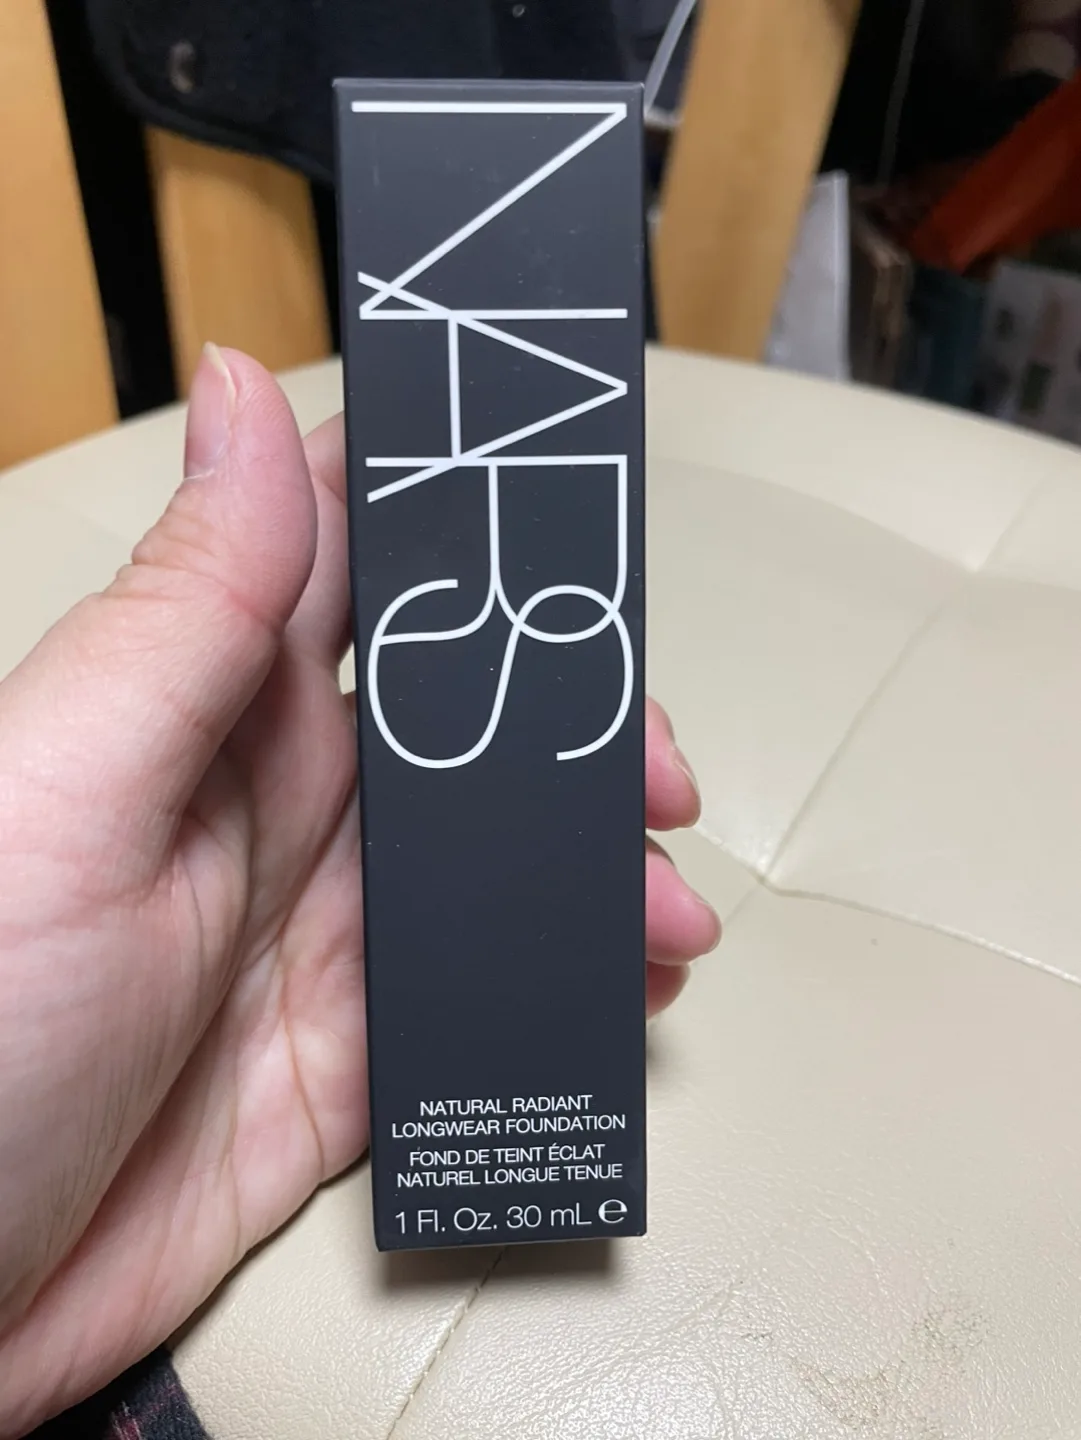 NARS
NATURAL RADIANT
LONGWEAR FOUNDATION
FOND DE TEINT ÉCLAT
NATUREL LONGUE TENUE
1 Fl. Oz. 30 mL ℮